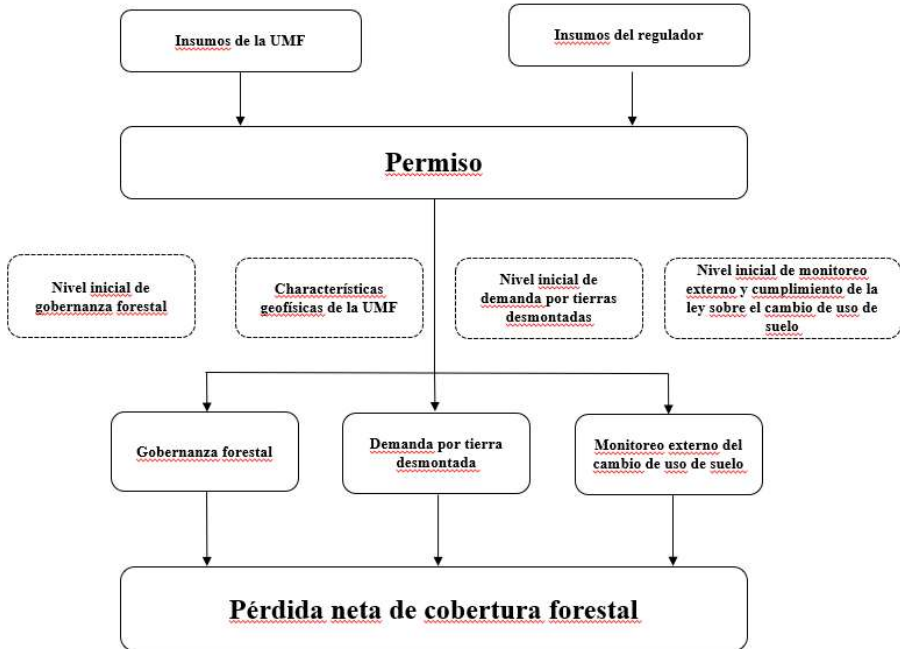 Insumos de la UMF
Insumos del regulador
Permiso
Nivel inicial de
gobernanza forestal
Características
geofísicas de la UMF
Nivel inicial de
demanda por tierras
desmontadas
Nivel inicial de monitoreo
externo y cumplimiento de la
ley sobre el cambio de uso de
suelo
Gobernanza forestal
Demanda por tierra
desmontada
Monitoreo externo del
cambio de uso de suelo
Pérdida neta de cobertura forestal